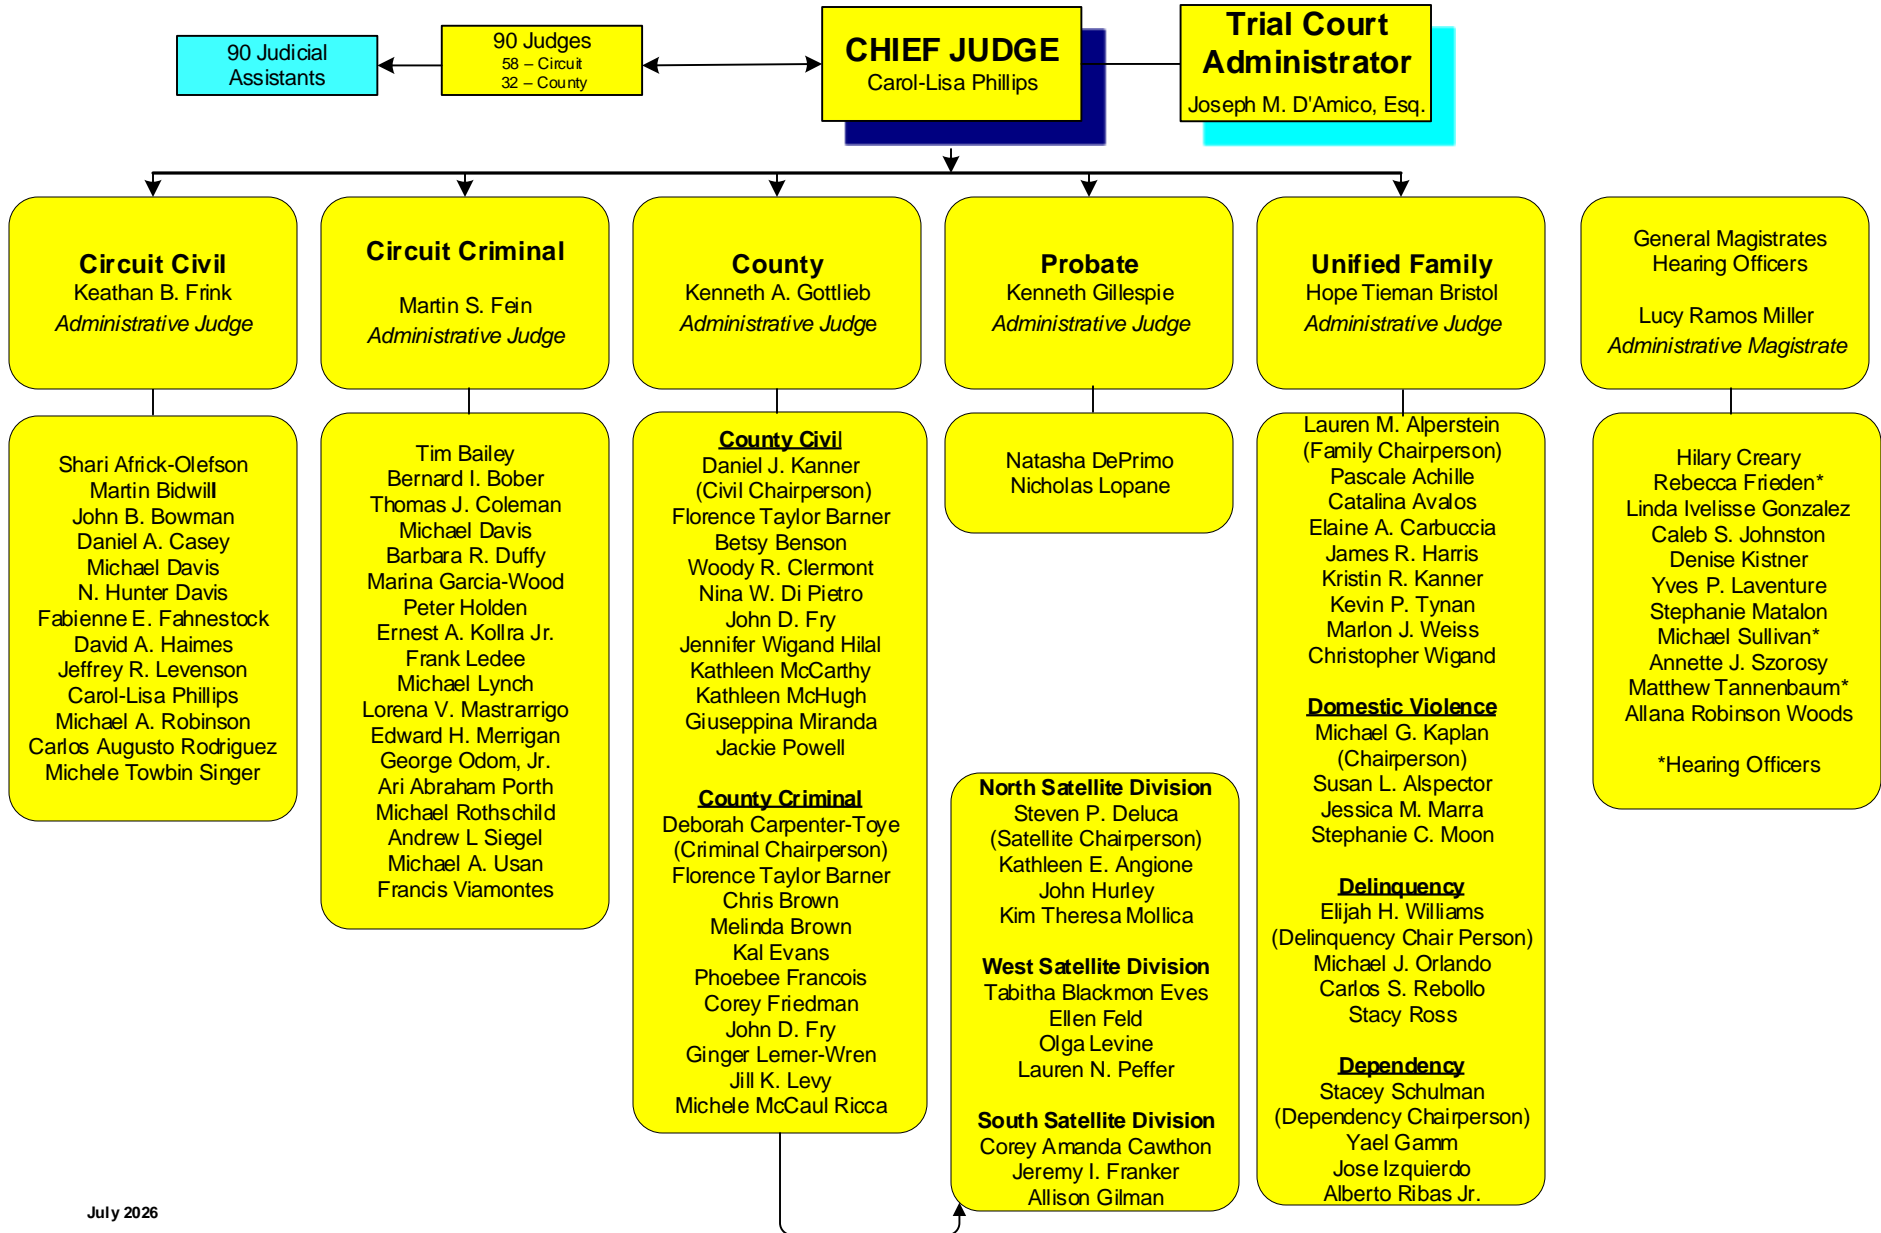 90 Judicial
Assistants
90 Judges
58 – Circuit
32 – County
CHIEF JUDGE
Carol-Lisa Phillips
Trial Court
Administrator
Joseph M. D'Amico, Esq.
Circuit Civil
Keathan B. Frink
Administrative Judge
Circuit Criminal
Martin S. Fein
Administrative Judge
County
Kenneth A. Gottlieb
Administrative Judge
Probate
Kenneth Gillespie
Administrative Judge
Unified Family
Hope Tieman Bristol
Administrative Judge
General Magistrates
Hearing Officers
Lucy Ramos Miller
Administrative Magistrate
Shari Africk-Olefson
Martin Bidwill
John B. Bowman
Daniel A. Casey
Michael Davis
N. Hunter Davis
Fabienne E. Fahnestock
David A. Haimes
Jeffrey R. Levenson
Carol-Lisa Phillips
Michael A. Robinson
Carlos Augusto Rodriguez
Michele Towbin Singer
Tim Bailey
Bernard I. Bober
Thomas J. Coleman
Michael Davis
Barbara R. Duffy
Marina Garcia-Wood
Peter Holden
Ernest A. Kollra Jr.
Frank Ledee
Michael Lynch
Lorena V. Mastrarrigo
Edward H. Merrigan
George Odom, Jr.
Ari Abraham Porth
Michael Rothschild
Andrew L Siegel
Michael A. Usan
Francis Viamontes
County Civil
Daniel J. Kanner
(Civil Chairperson)
Florence Taylor Barner
Betsy Benson
Woody R. Clermont
Nina W. Di Pietro
John D. Fry
Jennifer Wigand Hilal
Kathleen McCarthy
Kathleen McHugh
Giuseppina Miranda
Jackie Powell
County Criminal
Deborah Carpenter-Toye
(Criminal Chairperson)
Florence Taylor Barner
Chris Brown
Melinda Brown
Kal Evans
Phoebee Francois
Corey Friedman
John D. Fry
Ginger Lerner-Wren
Jill K. Levy
Michele McCaul Ricca
Natasha DePrimo
Nicholas Lopane
North Satellite Division
Steven P. Deluca
(Satellite Chairperson)
Kathleen E. Angione
John Hurley
Kim Theresa Mollica
West Satellite Division
Tabitha Blackmon Eves
Ellen Feld
Olga Levine
Lauren N. Peffer
South Satellite Division
Corey Amanda Cawthon
Jeremy I. Franker
Allison Gilman
Lauren M. Alperstein
(Family Chairperson)
Pascale Achille
Catalina Avalos
Elaine A. Carbuccia
James R. Harris
Kristin R. Kanner
Kevin P. Tynan
Marlon J. Weiss
Christopher Wigand
Domestic Violence
Michael G. Kaplan
(Chairperson)
Susan L. Alspector
Jessica M. Marra
Stephanie C. Moon
Delinquency
Elijah H. Williams
(Delinquency Chair Person)
Michael J. Orlando
Carlos S. Rebollo
Stacy Ross
Dependency
Stacey Schulman
(Dependency Chairperson)
Yael Gamm
Jose Izquierdo
Alberto Ribas Jr.
Hilary Creary
Rebecca Frieden*
Linda Ivelisse Gonzalez
Caleb S. Johnston
Denise Kistner
Yves P. Laventure
Stephanie Matalon
Michael Sullivan*
Annette J. Szorosy
Matthew Tannenbaum*
Allana Robinson Woods
*Hearing Officers
July 2026